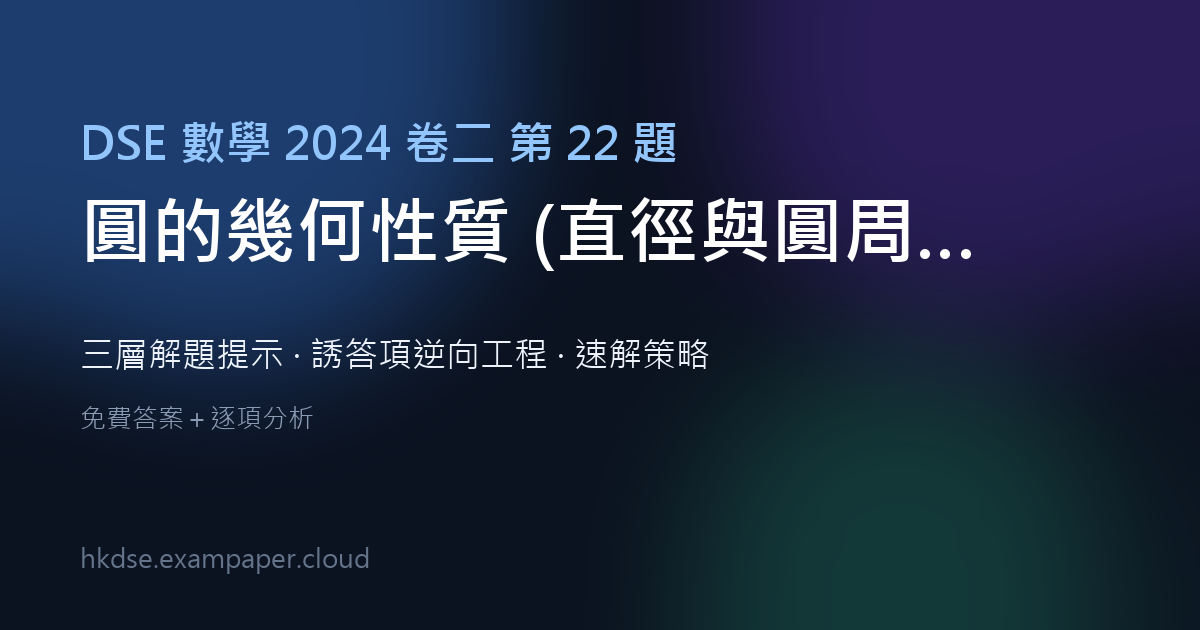 DSE 數學 2024 卷二 第 22 題
圓的幾何性質 (直徑與圓周...
三層解題提示 · 誘答項逆向工程 · 速解策略
免費答案 + 逐項分析
hkdse.exampaper.cloud